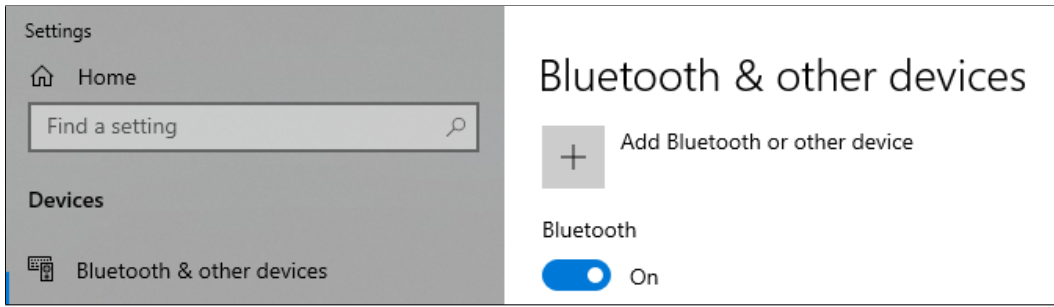 Settings
Home
Find a setting
Devices
Bluetooth & other devices
Bluetooth & other devices
Add Bluetooth or other device
Bluetooth
On